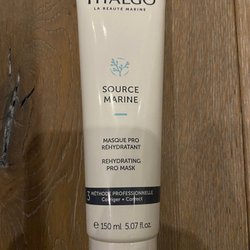 THALGO
LA BEAUTÉ MARINE
SOURCE
MARINE
MASQUE PRO
RÉHYDRATANT
REHYDRATING
PRO MASK
3 MÉTHODE PROFESSIONNELLE
Corriger + Correct
e 150 ml 5.07 fl.oz.